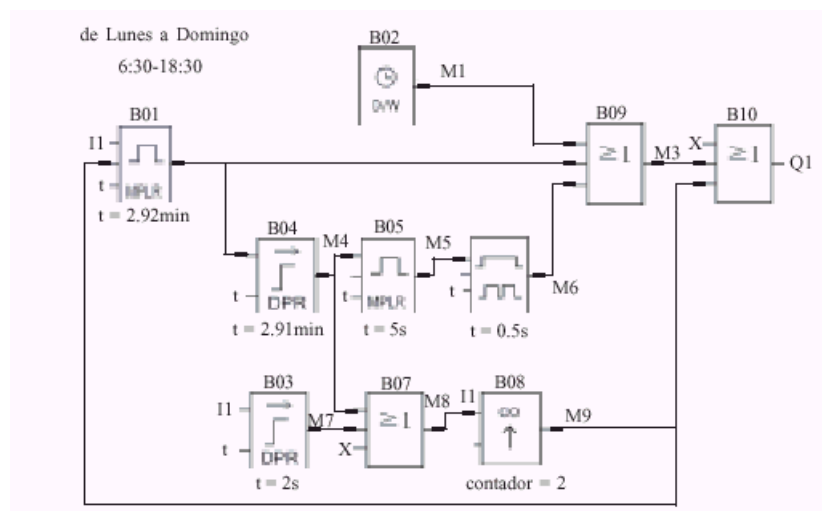 de Lunes a Domingo
6:30-18:30
B02
M1
D/W
B01
I1
t
MPLR
t = 2.92min
B09
≥1
M3
B10
X
≥1
Q1
B04
M4
t
DPR
t = 2.91min
B05
M5
t
MPLR
t = 5s
t
M6
t = 0.5s
B03
I1
M7
t
DPR
t = 2s
B07
≥1
M8
X
B08
I1
M9
contador = 2